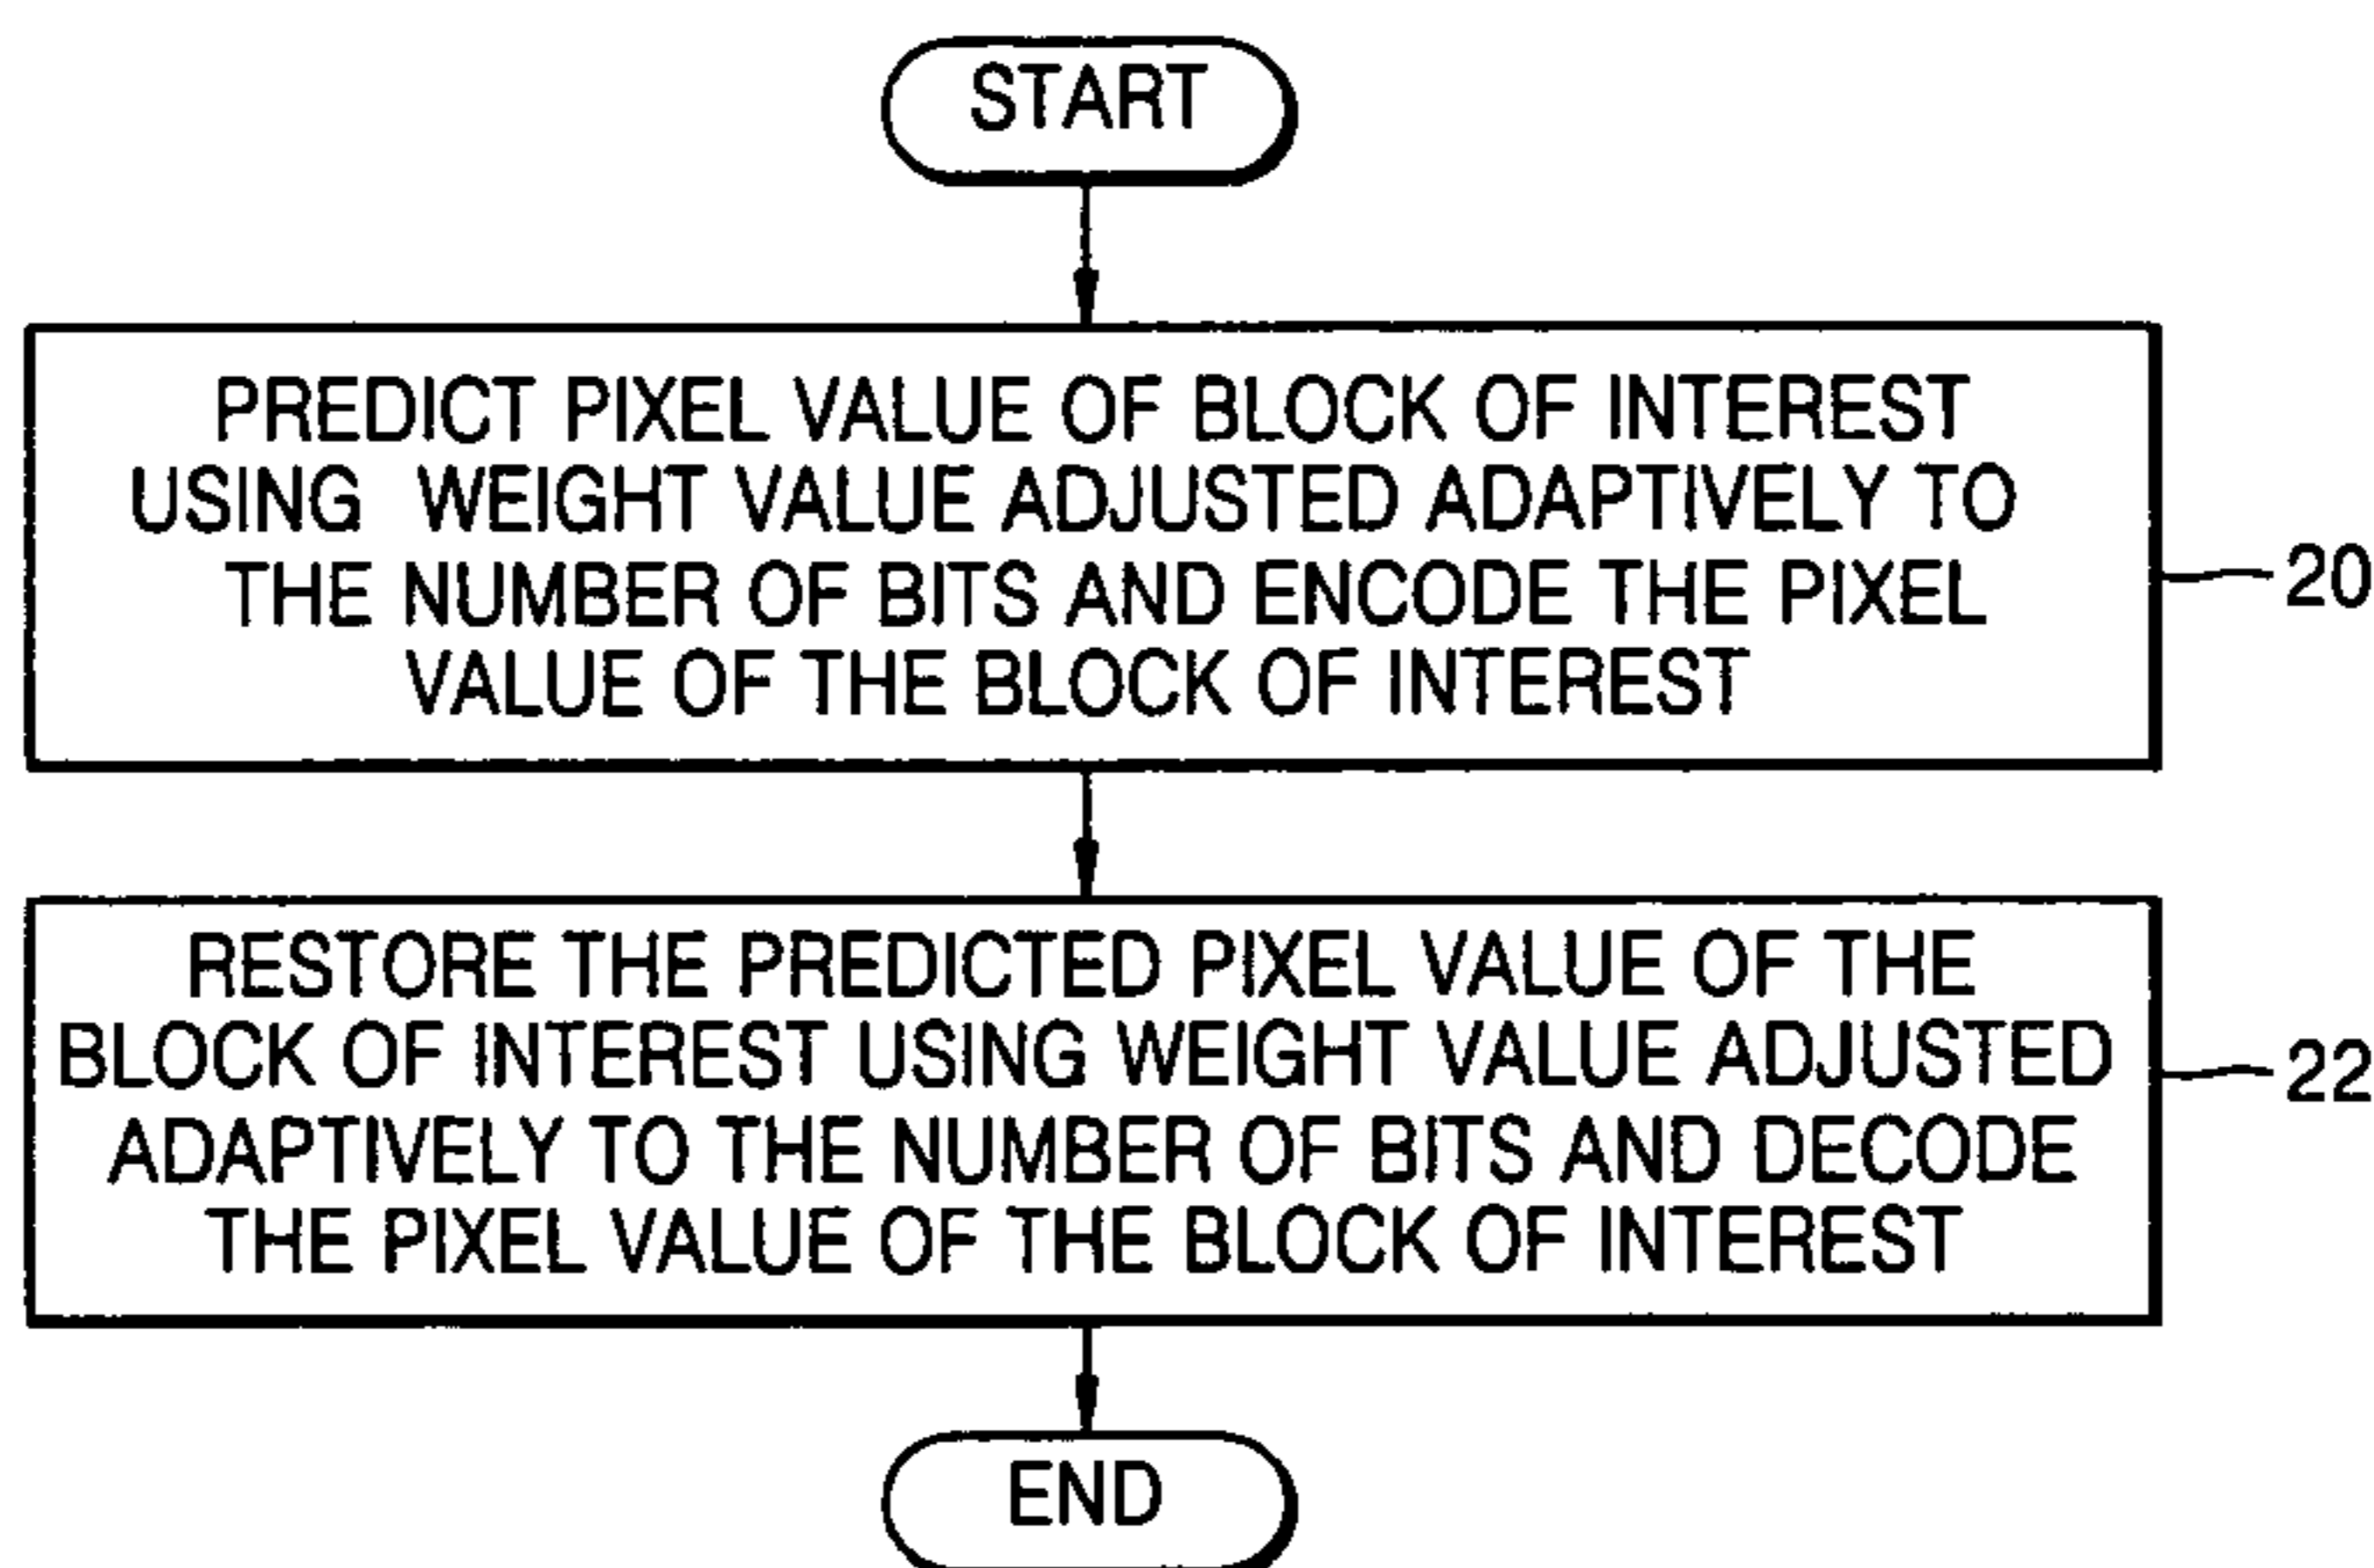 START
PREDICT PIXEL VALUE OF BLOCK OF INTEREST
USING WEIGHT VALUE ADJUSTED ADAPTIVELY TO
THE NUMBER OF BITS AND ENCODE THE PIXEL
VALUE OF THE BLOCK OF INTEREST
20
RESTORE THE PREDICTED PIXEL VALUE OF THE
BLOCK OF INTEREST USING WEIGHT VALUE ADJUSTED
ADAPTIVELY TO THE NUMBER OF BITS AND DECODE
THE PIXEL VALUE OF THE BLOCK OF INTEREST
22
END